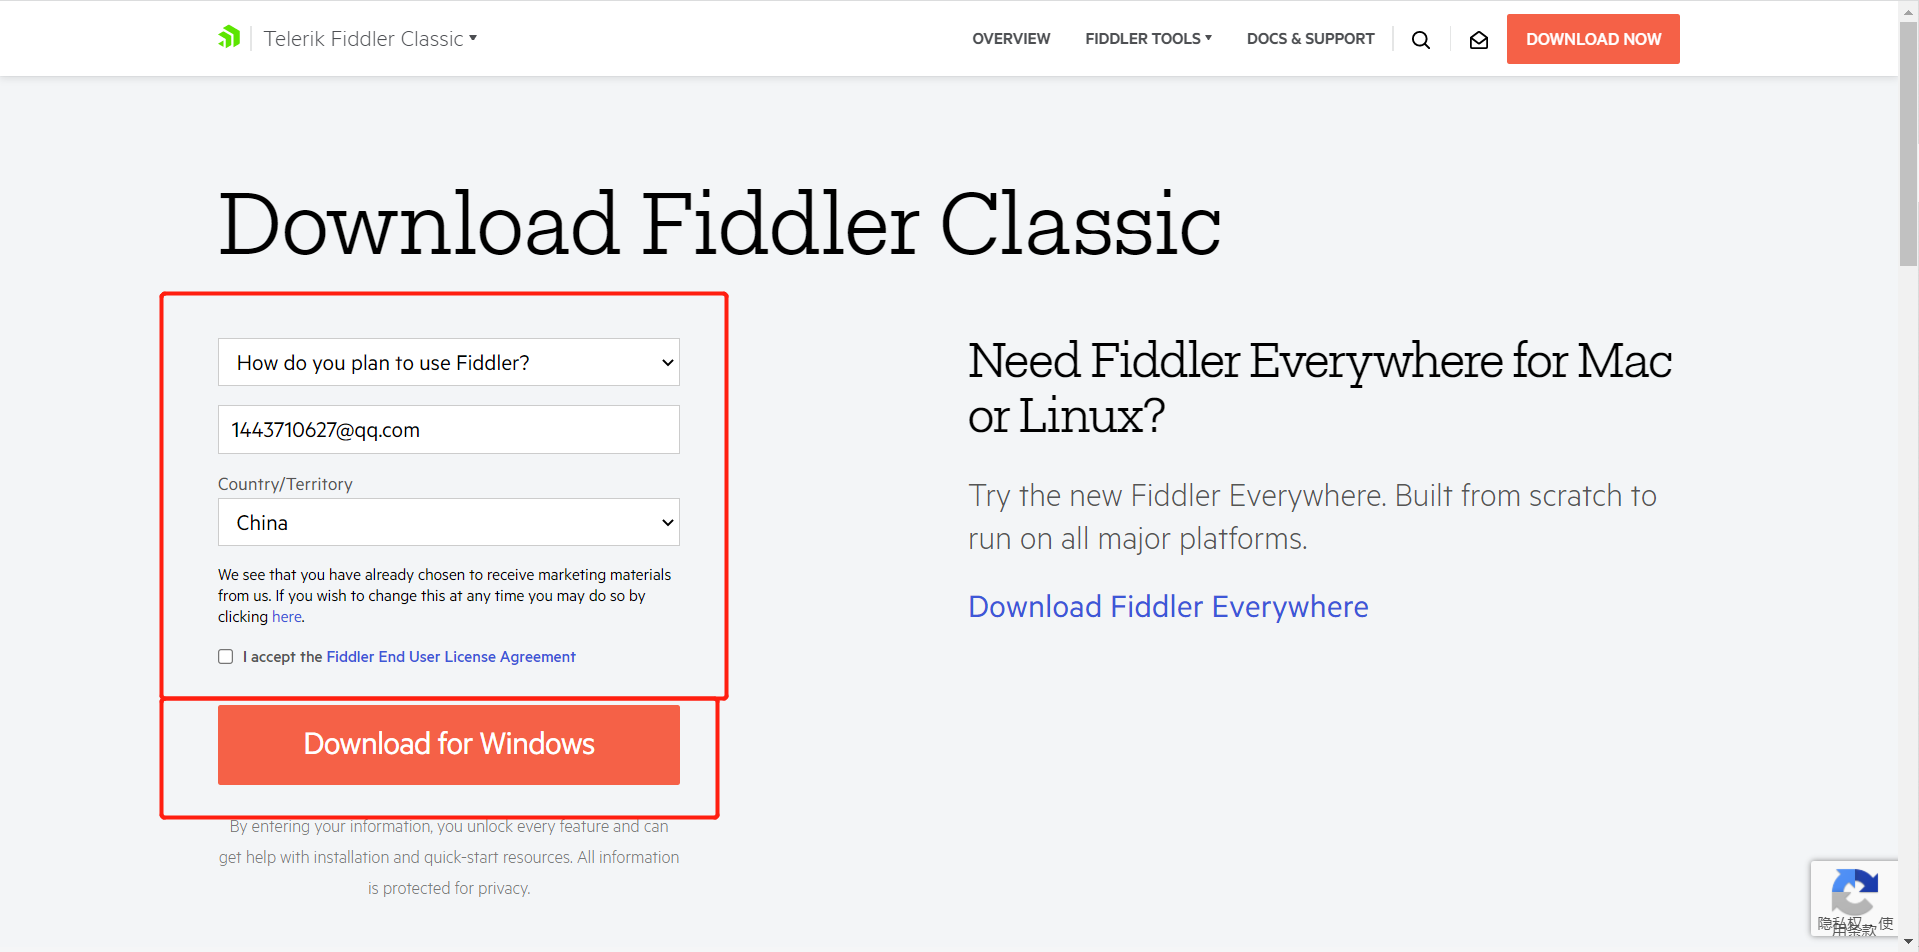 Telerik Fiddler Classic
OVERVIEW
FIDDLER TOOLS
DOCS & SUPPORT
DOWNLOAD NOW
Download Fiddler Classic
How do you plan to use Fiddler?
1443710627@qq.com
Country/Territory
China
We see that you have already chosen to receive marketing materials
from us. If you wish to change this at any time you may do so by
clicking here.
I accept the Fiddler End User License Agreement
Download for Windows
By entering your information, you unlock every feature and can
get help with installation and quick-start resources. All information
is protected for privacy.
Need Fiddler Everywhere for Mac
or Linux?
Try the new Fiddler Everywhere. Built from scratch to
run on all major platforms.
Download Fiddler Everywhere
隐私权 - 使
用条款